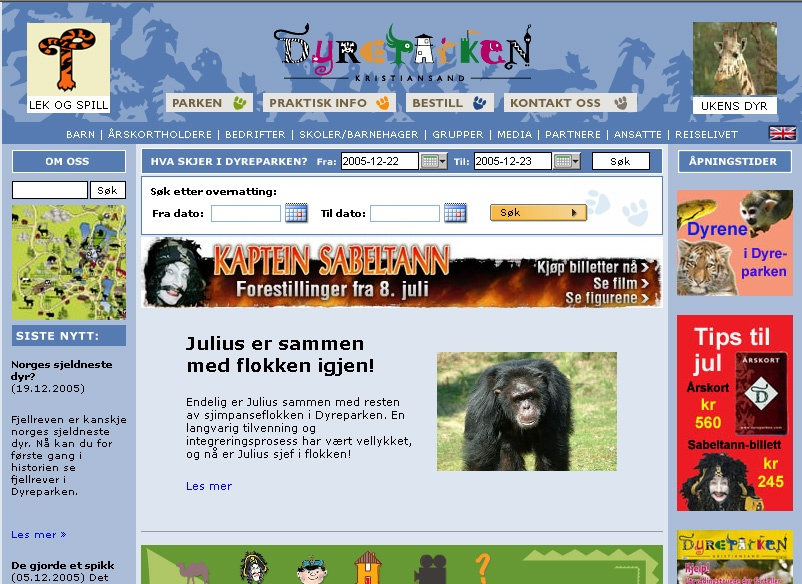 Dyreparken
KRISTIANSAND
LEK OG SPILL
UKENS DYR
PARKEN
PRAKTISK INFO
BESTILL
KONTAKT OSS
BARN | ÅRSKORTHOLDERE | BEDRIFTER | SKOLER/BARNEHAGER | GRUPPER | MEDIA | PARTNERE | ANSATTE | REISELIVET
OM OSS
Søk
SISTE NYTT:
Norges sjeldneste
dyr?
(19.12.2005)
Fjellreven er kanskje
norges sjeldneste
dyr. Nå kan du for
første gang i
historien se
fjellrever i
Dyreparken.
Les mer »
De gjorde et spikk
(05.12.2005) Det
HVA SKJER I DYREPARKEN? Fra: 2005-12-22 Til: 2005-12-23 Søk
Søk etter overnatting:
Fra dato: Til dato: Søk
KAPTEIN SABELTANN
Forestillinger fra 8. juli
Kjøp billetter nå >
Se film >
Se figurene >
Julius er sammen
med flokken igjen!
Endelig er Julius sammen med resten
av sjimpanseflokken i Dyreparken. En
langvarig tilvenning og
integreringsprosess har vært vellykket,
og nå er Julius sjef i flokken!
Les mer
ÅPNINGSTIDER
Dyrene
i Dyre-
parken
Tips til
jul
ÅRSKORT
Årskort
kr
560
Sabeltann-billett
kr
245
DYREPARKEN
KRISTIANSAND
Hjelp!